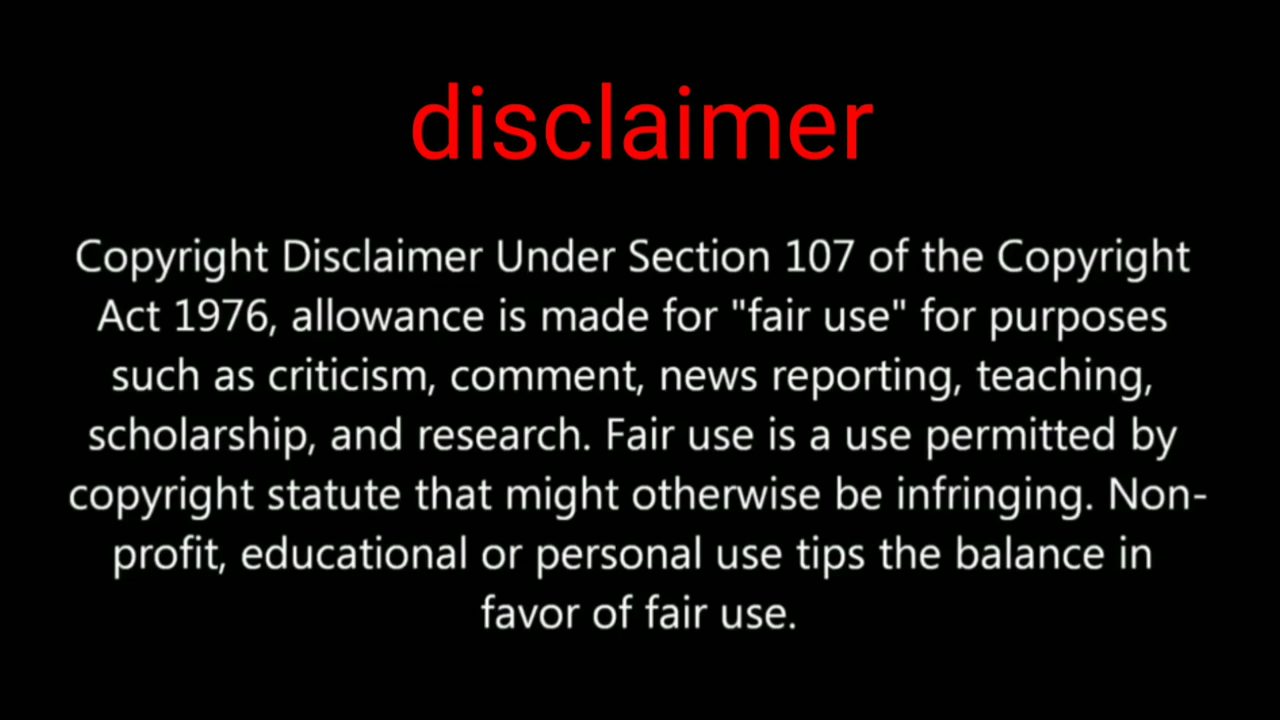 disclaimer
Copyright Disclaimer Under Section 107 of the Copyright
Act 1976, allowance is made for "fair use" for purposes
such as criticism, comment, news reporting, teaching,
scholarship, and research. Fair use is a use permitted by
copyright statute that might otherwise be infringing. Non-
profit, educational or personal use tips the balance in
favor of fair use.